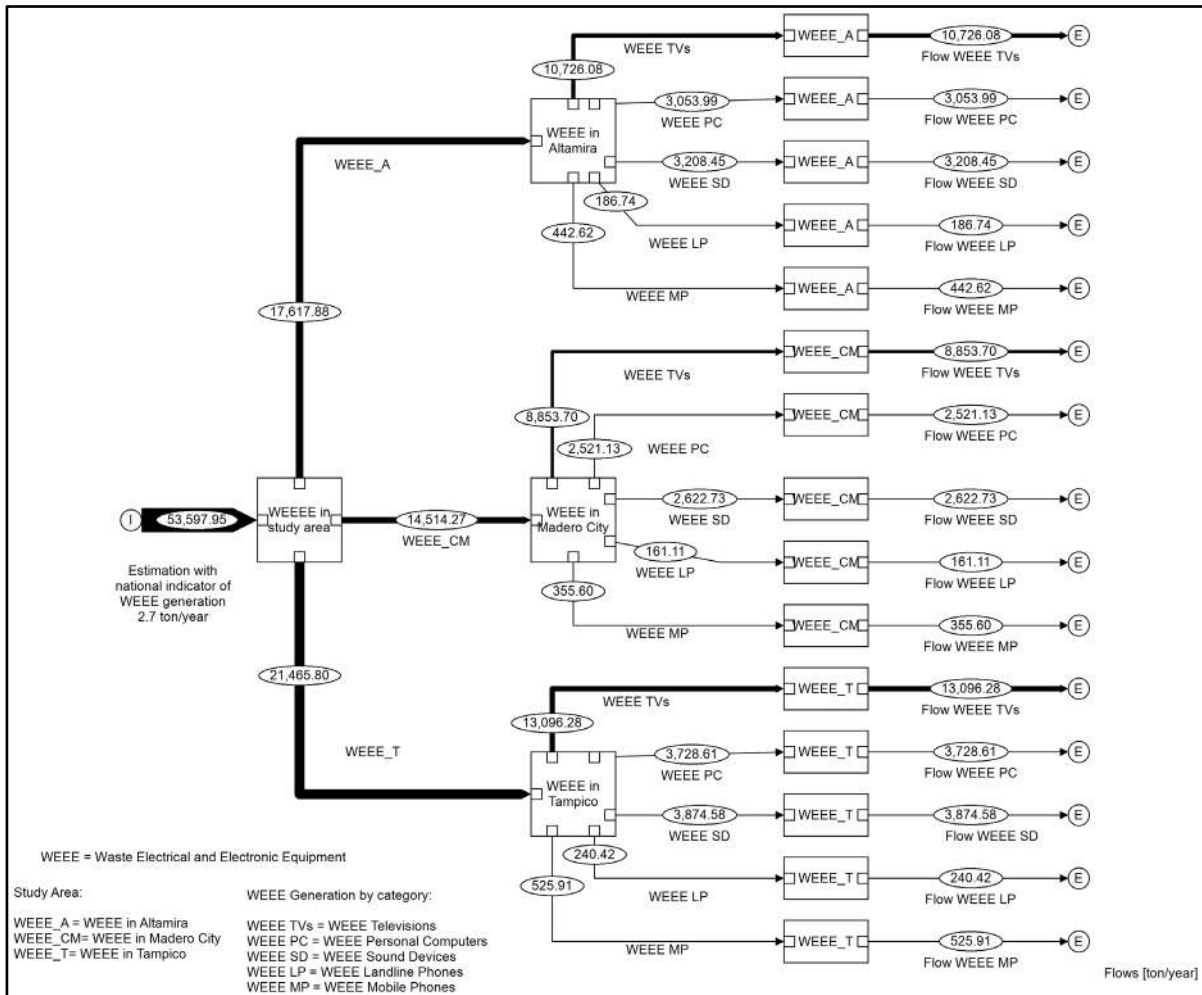 WEEE TVs
10,726.08
WEEE_A
10,726.08
Flow WEEE TVs
E
WEEE in
Altamira
3,053.99
WEEE PC
WEEE_A
3,053.99
Flow WEEE PC
E
3,208.45
WEEE SD
WEEE_A
3,208.45
Flow WEEE SD
E
186.74
WEEE LP
WEEE_A
186.74
Flow WEEE LP
E
442.62
WEEE MP
WEEE_A
442.62
Flow WEEE MP
E
WEEE_A
17,617.88
WEEE TVs
8,853.70
WEEE_CM
8,853.70
Flow WEEE TVs
E
2,521.13
WEEE PC
WEEE_CM
2,521.13
Flow WEEE PC
E
I
53,597.95
WEEEE in
study area
14,514.27
WEEE_CM
WEEE in
Madero City
2,622.73
WEEE SD
WEEE_CM
2,622.73
Flow WEEE SD
E
161.11
WEEE LP
WEEE_CM
161.11
Flow WEEE LP
E
355.60
WEEE MP
WEEE_CM
355.60
Flow WEEE MP
E
Estimation with
national indicator of
WEEE generation
2.7 ton/year
21,465.80
WEEE_T
WEEE TVs
13,096.28
WEEE_T
13,096.28
Flow WEEE TVs
E
WEEE in
Tampico
3,728.61
WEEE PC
WEEE_T
3,728.61
Flow WEEE PC
E
3,874.58
WEEE SD
WEEE_T
3,874.58
Flow WEEE SD
E
240.42
WEEE LP
WEEE_T
240.42
Flow WEEE LP
E
525.91
WEEE MP
WEEE_T
525.91
Flow WEEE MP
E
WEEE = Waste Electrical and Electronic Equipment
Study Area:
WEEE_A = WEEE in Altamira
WEEE_CM= WEEE in Madero City
WEEE_T= WEEE in Tampico
WEEE Generation by category:
WEEE TVs = WEEE Televisions
WEEE PC = WEEE Personal Computers
WEEE SD = WEEE Sound Devices
WEEE LP = WEEE Landline Phones
WEEE MP = WEEE Mobile Phones
Flows [ton/year]